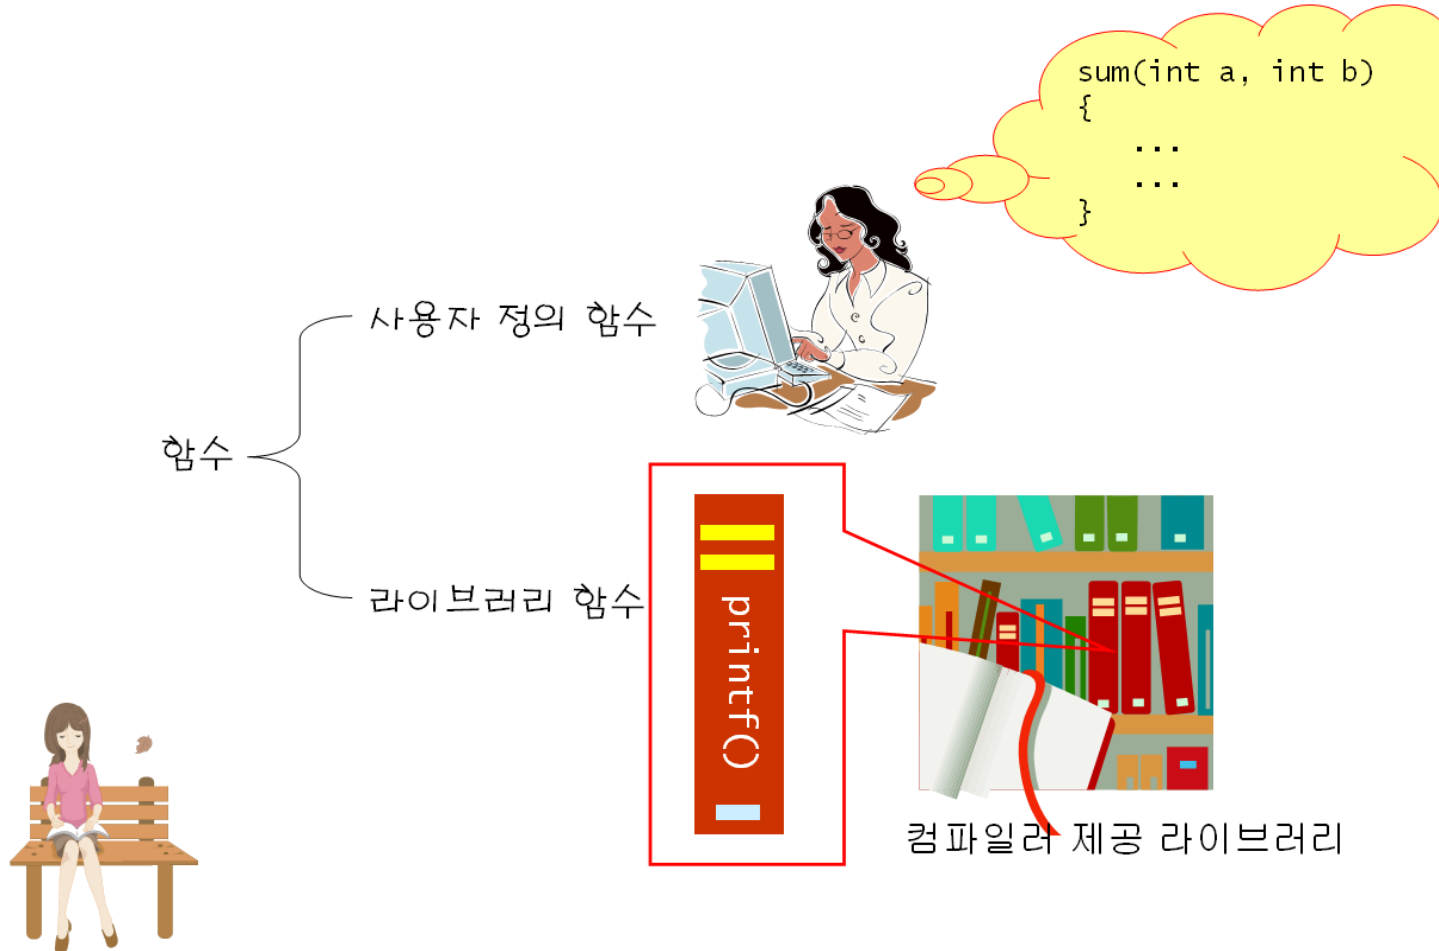 sum(int a, int b)
{
...
...
}
사용자 정의 함수
함수
라이브러리 함수
printf()
컴파일러 제공 라이브러리